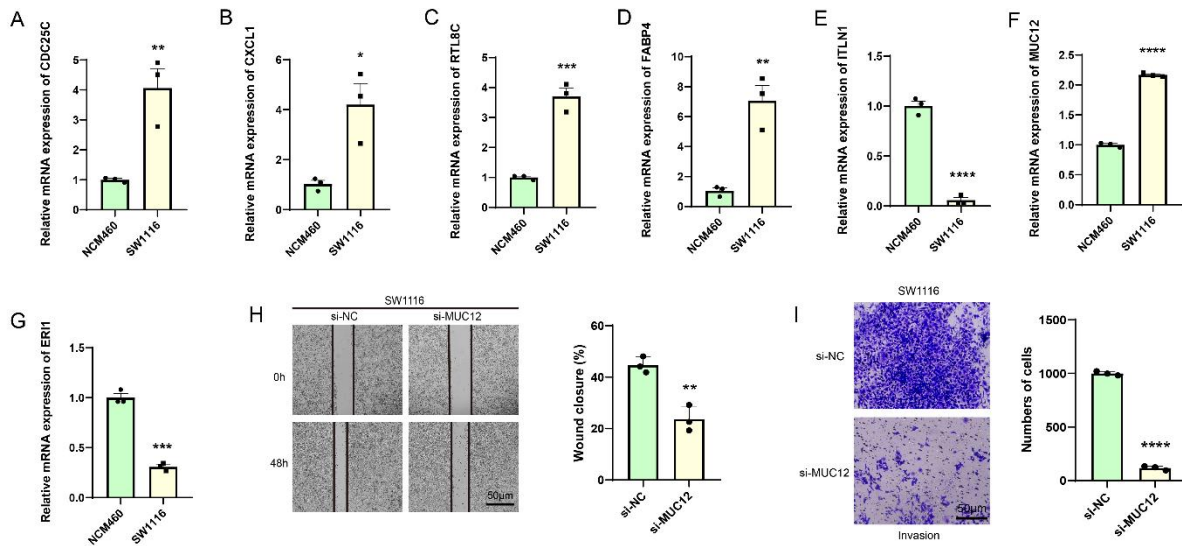 A
Relative mRNA expression of CDC25C
6
4
2
0
**
NCM460
SW1116
B
Relative mRNA expression of CXCL1
6
4
2
0
*
NCM460
SW1116
C
Relative mRNA expression of RTL8C
5
4
3
2
1
0
***
NCM460
SW1116
D
Relative mRNA expression of FABP4
10
8
6
4
2
0
**
NCM460
SW1116
E
Relative mRNA expression of ITLN1
1.5
1.0
0.5
0.0
****
NCM460
SW1116
F
Relative mRNA expression of MUC12
2.5
2.0
1.5
1.0
0.5
0.0
****
NCM460
SW1116
G
Relative mRNA expression of ERI1
1.5
1.0
0.5
0.0
***
NCM460
SW1116
H
SW1116
si-NC
si-MUC12
0h
48h
50μm
Wound closure (%)
60
40
20
0
**
si-NC
si-MUC12
I
SW1116
si-NC
si-MUC12
50μm
Invasion
Numbers of cells
1500
1000
500
0
****
si-NC
si-MUC12